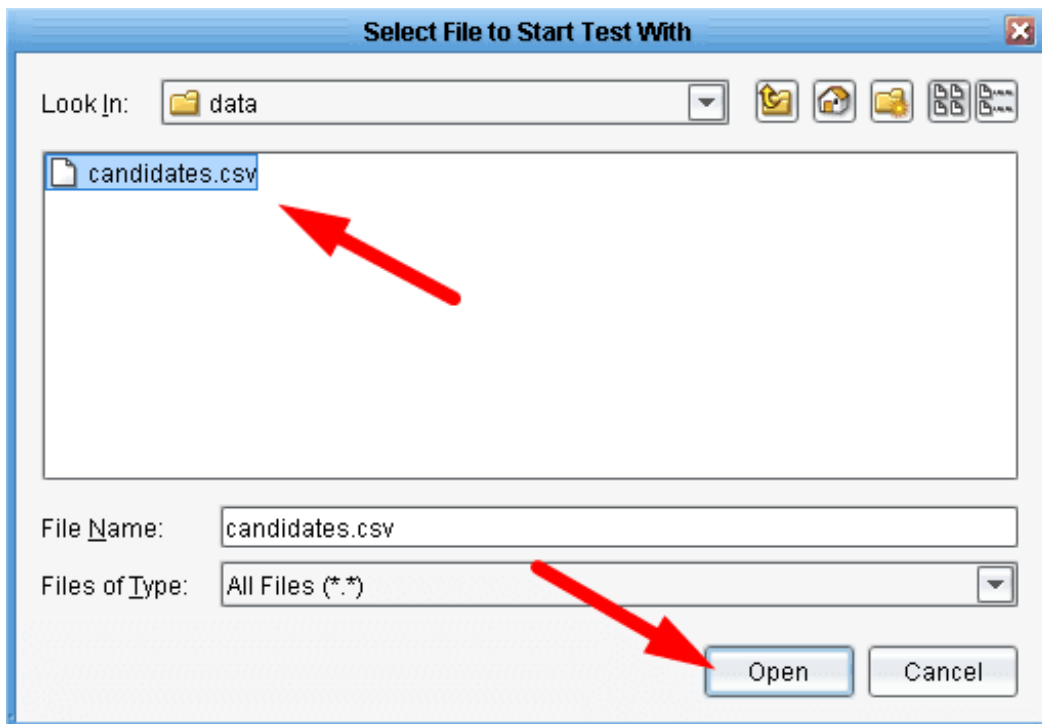 Select File to Start Test With
Look In: data
candidates.csv
File Name: candidates.csv
Files of Type: All Files (*.*)
Open Cancel